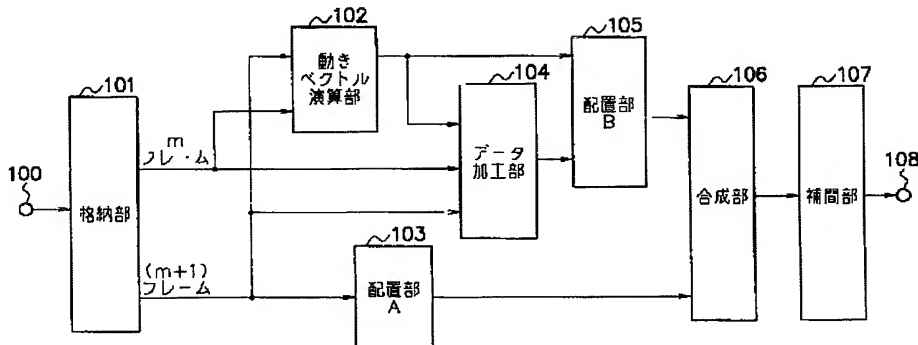 102
動き
ベクトル
演算部
105
配置部
B
104
データ
加工部
106
合成部
107
補間部
108
101
格納部
100
m
フレーム
(m+1)
フレーム
103
配置部
A